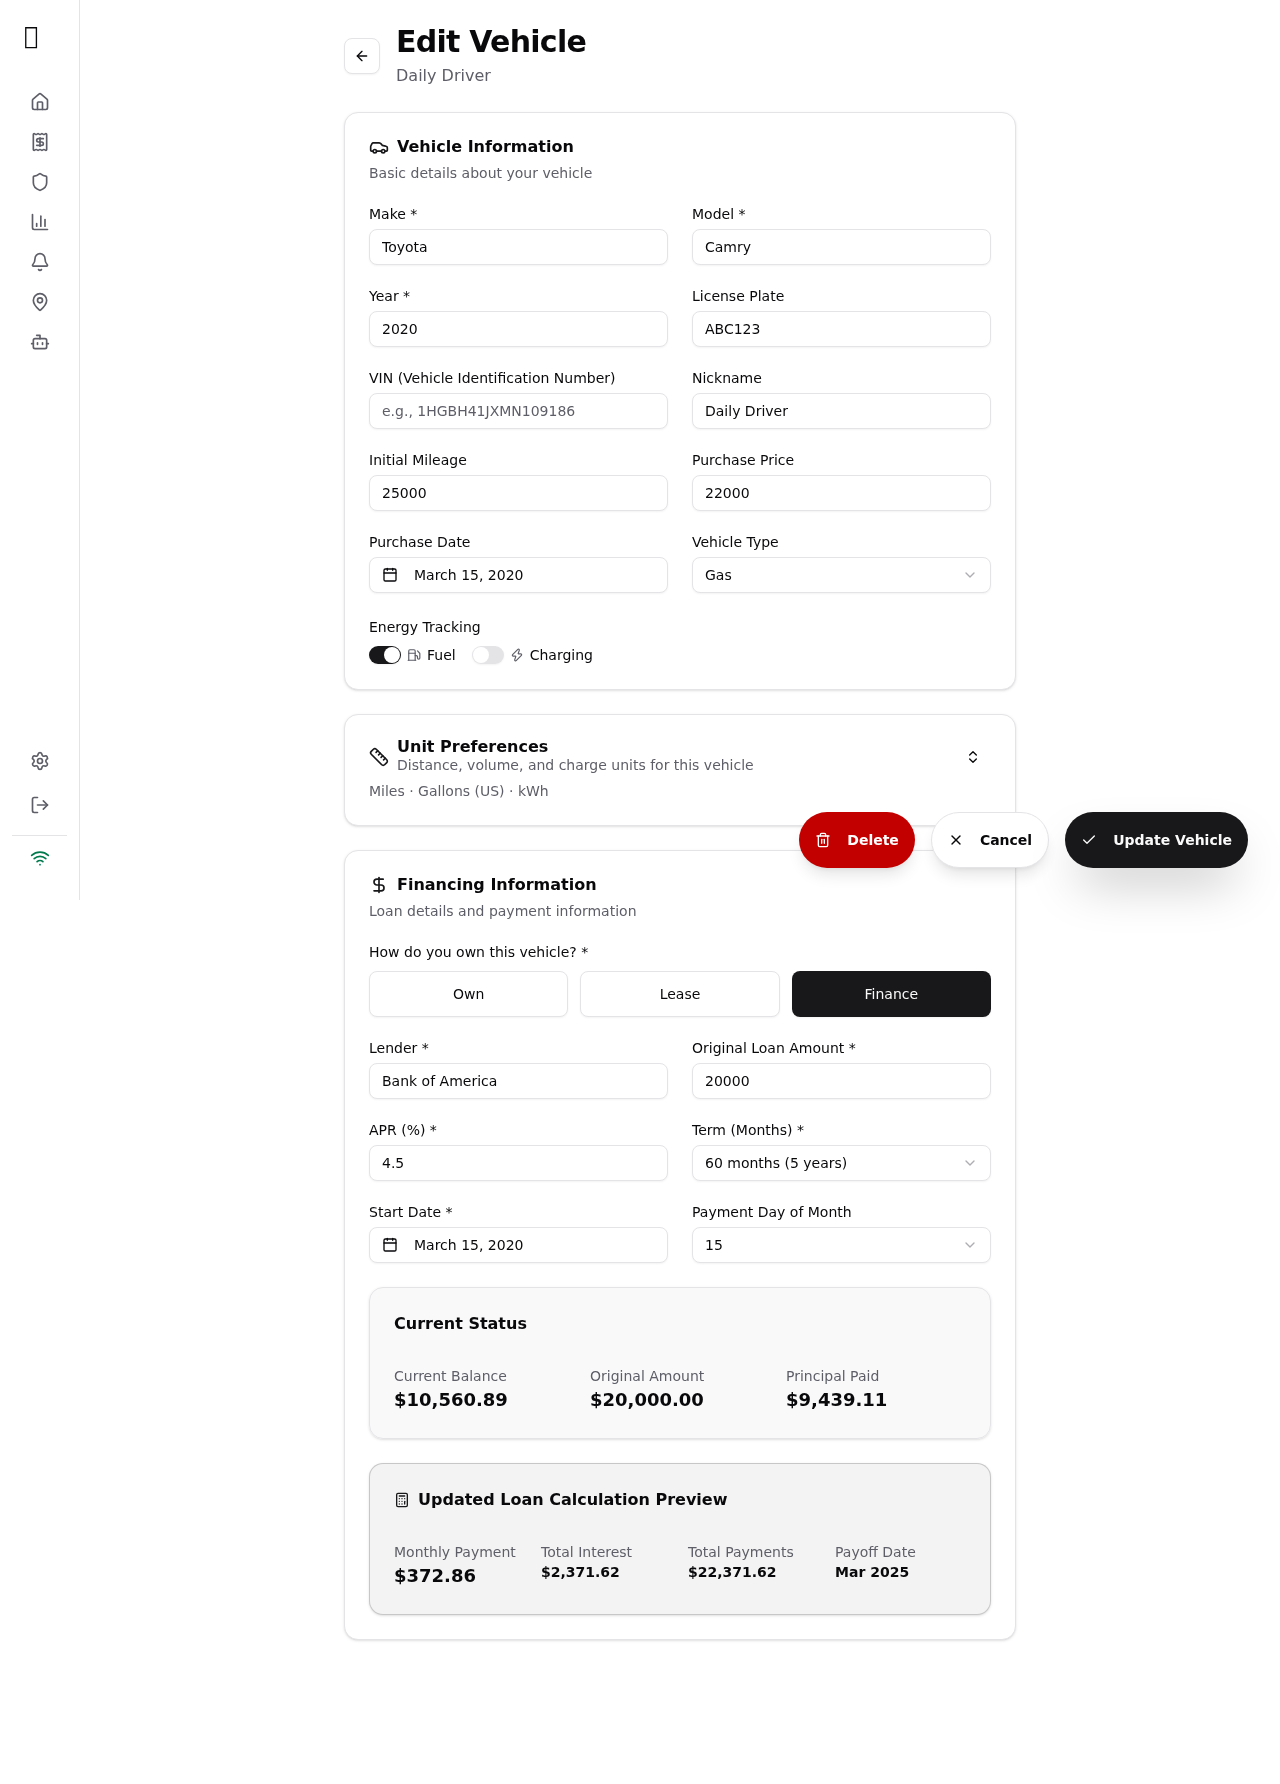 Edit Vehicle
Daily Driver
Vehicle Information
Basic details about your vehicle
Make * Model *
Toyota Camry
Year * License Plate
2020 ABC123
VIN (Vehicle Identification Number) Nickname
e.g., 1HGBH41JXMN109186 Daily Driver
Initial Mileage Purchase Price
25000 22000
Purchase Date Vehicle Type
March 15, 2020 Gas
Energy Tracking
Fuel Charging
Unit Preferences
Distance, volume, and charge units for this vehicle
Miles · Gallons (US) · kWh
Delete Cancel Update Vehicle
Financing Information
Loan details and payment information
How do you own this vehicle? *
Own Lease Finance
Lender * Original Loan Amount *
Bank of America 20000
APR (%) * Term (Months) *
4.5 60 months (5 years)
Start Date * Payment Day of Month
March 15, 2020 15
Current Status
Current Balance Original Amount Principal Paid
$10,560.89 $20,000.00 $9,439.11
Updated Loan Calculation Preview
Monthly Payment Total Interest Total Payments Payoff Date
$372.86 $2,371.62 $22,371.62 Mar 2025